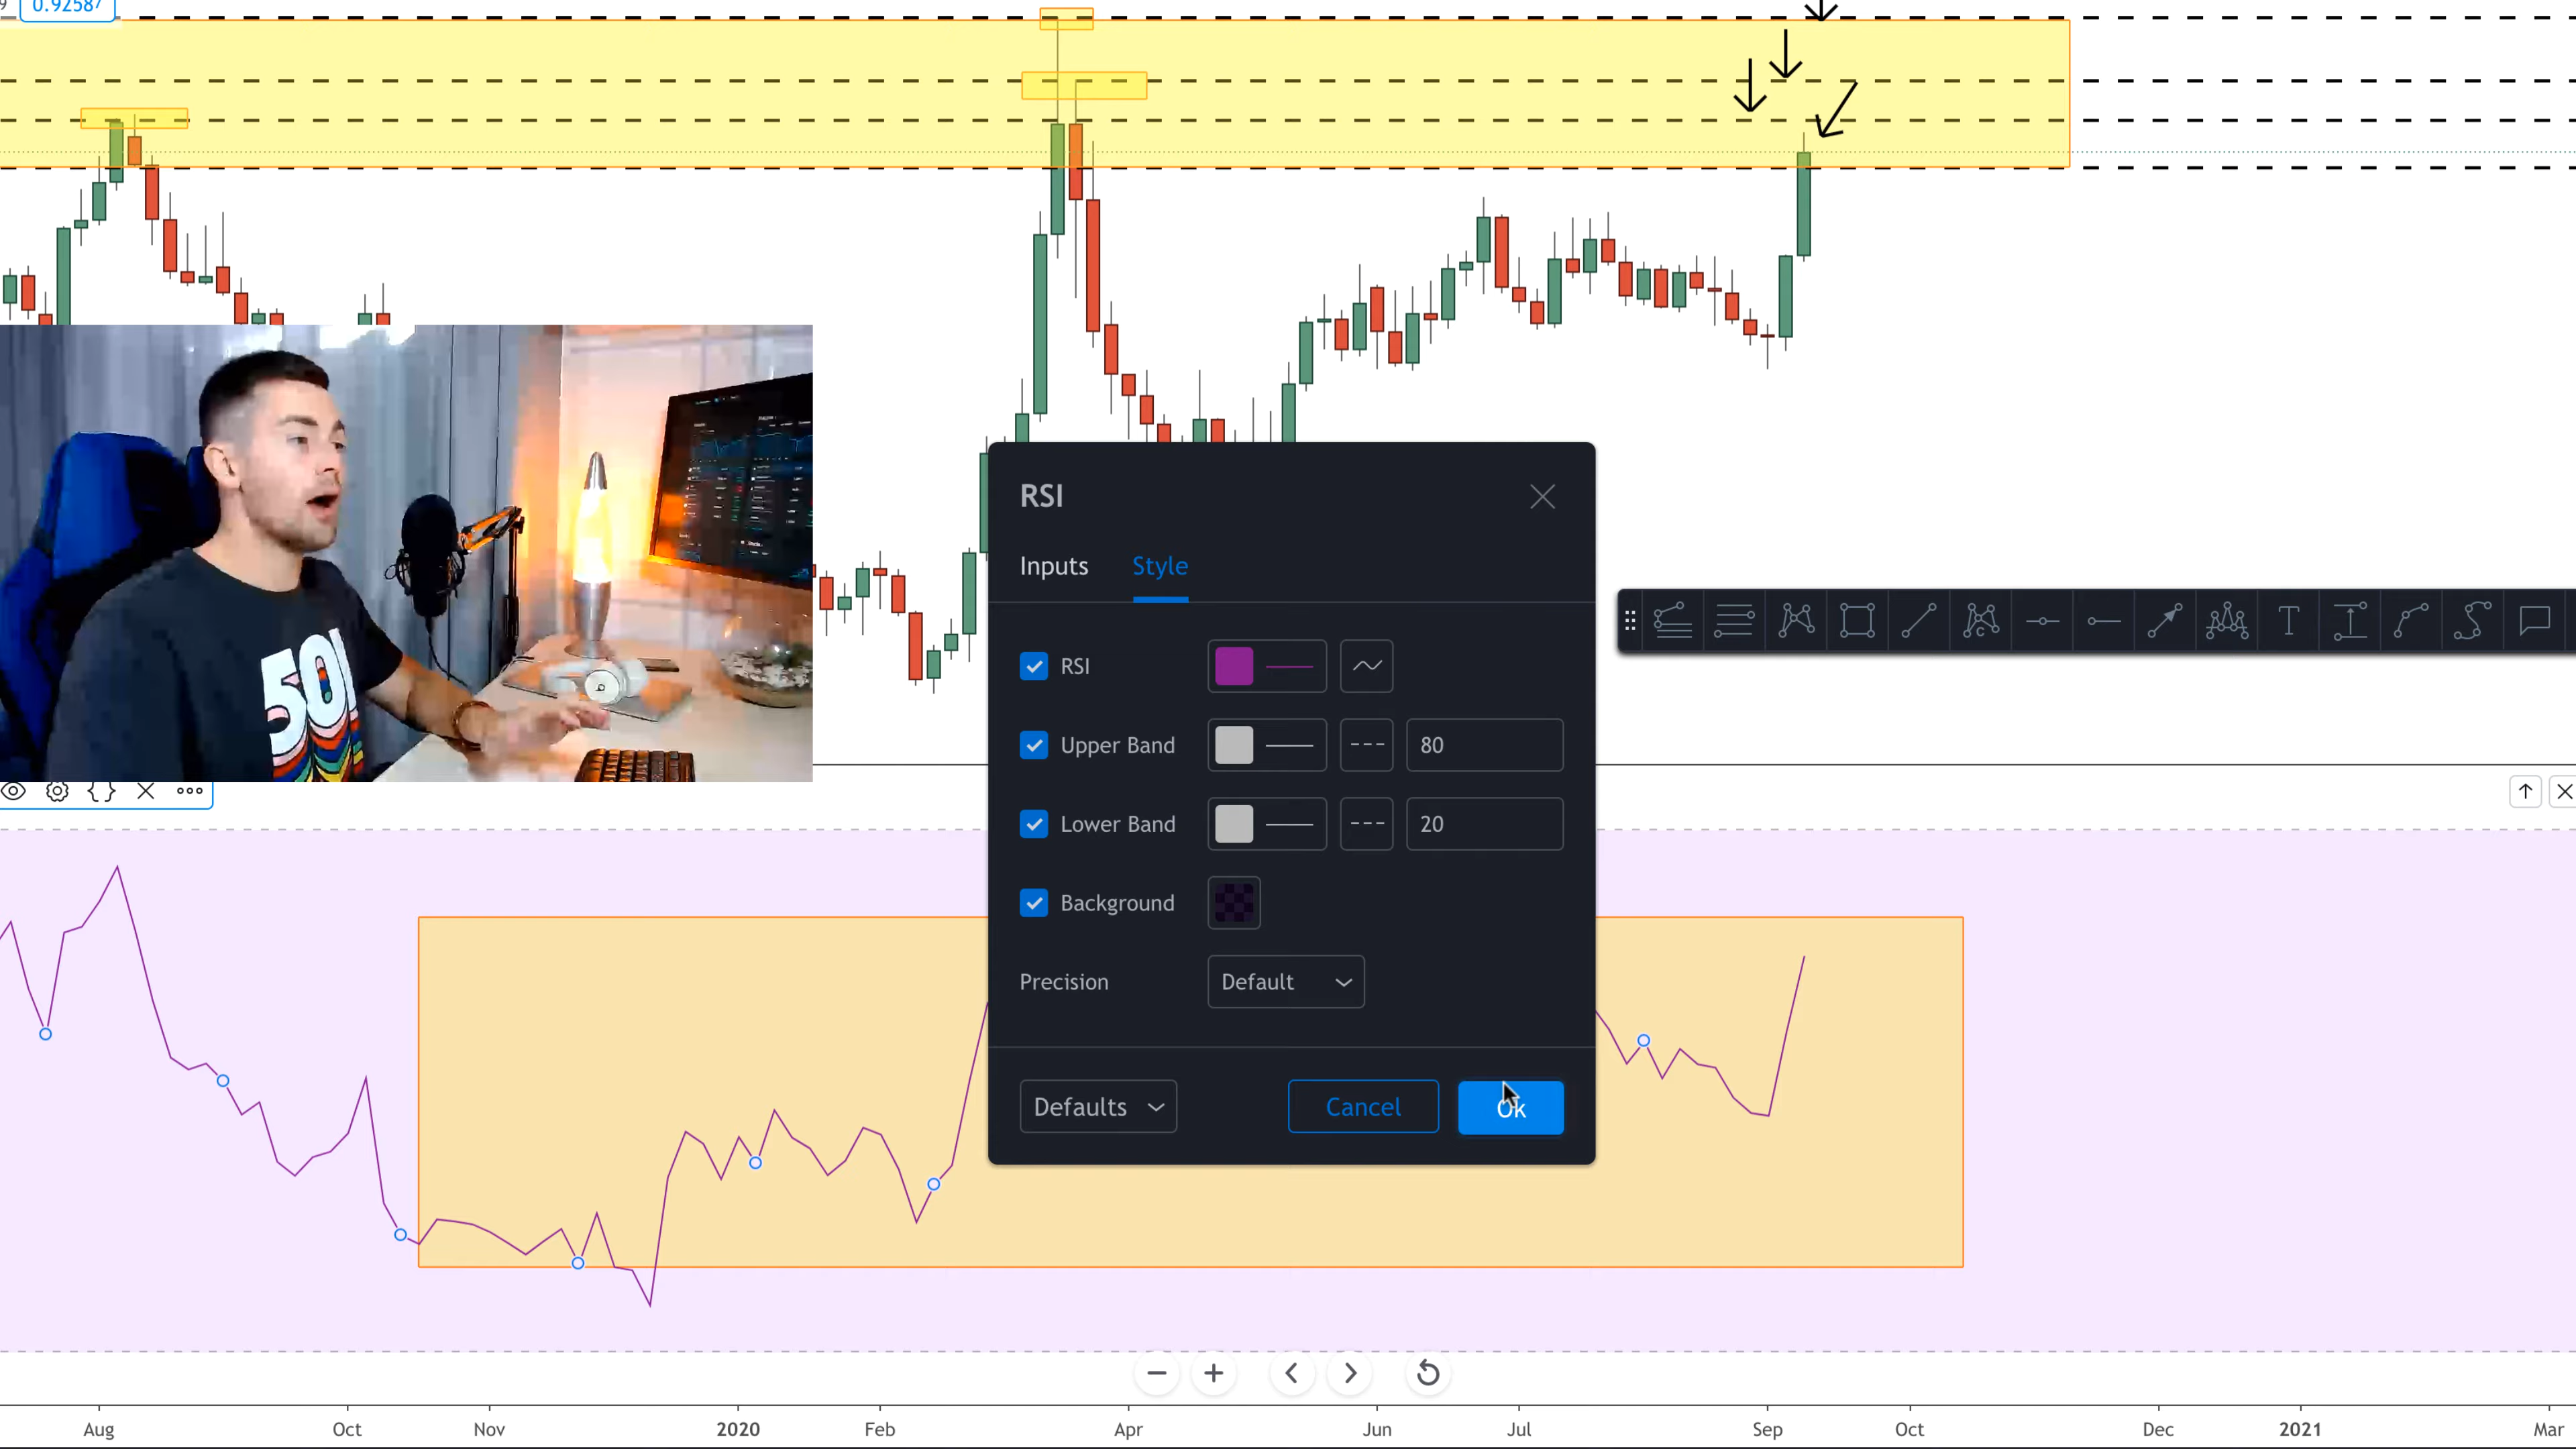 0.92587
RSI
Inputs Style
RSI
Upper Band 80
Lower Band 20
Background
Precision Default
Defaults Cancel Ok
T
50!
Aug Oct Nov 2020 Feb Apr Jun Jul Sep Oct Dec 2021 Mar